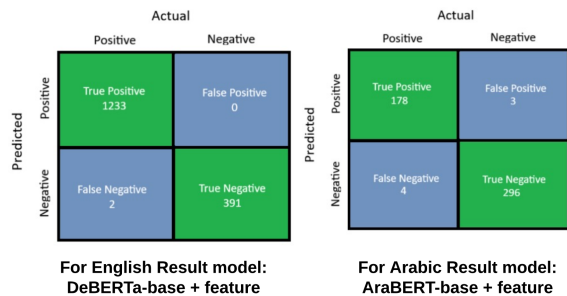 Actual
Positive
Negative
Predicted
Positive
True Positive
1233
False Positive
0
Negative
False Negative
2
True Negative
391
For English Result model:
DeBERTa-base + feature
Actual
Positive
Negative
Predicted
Positive
True Positive
178
False Positive
3
Negative
False Negative
4
True Negative
296
For Arabic Result model:
AraBERT-base + feature